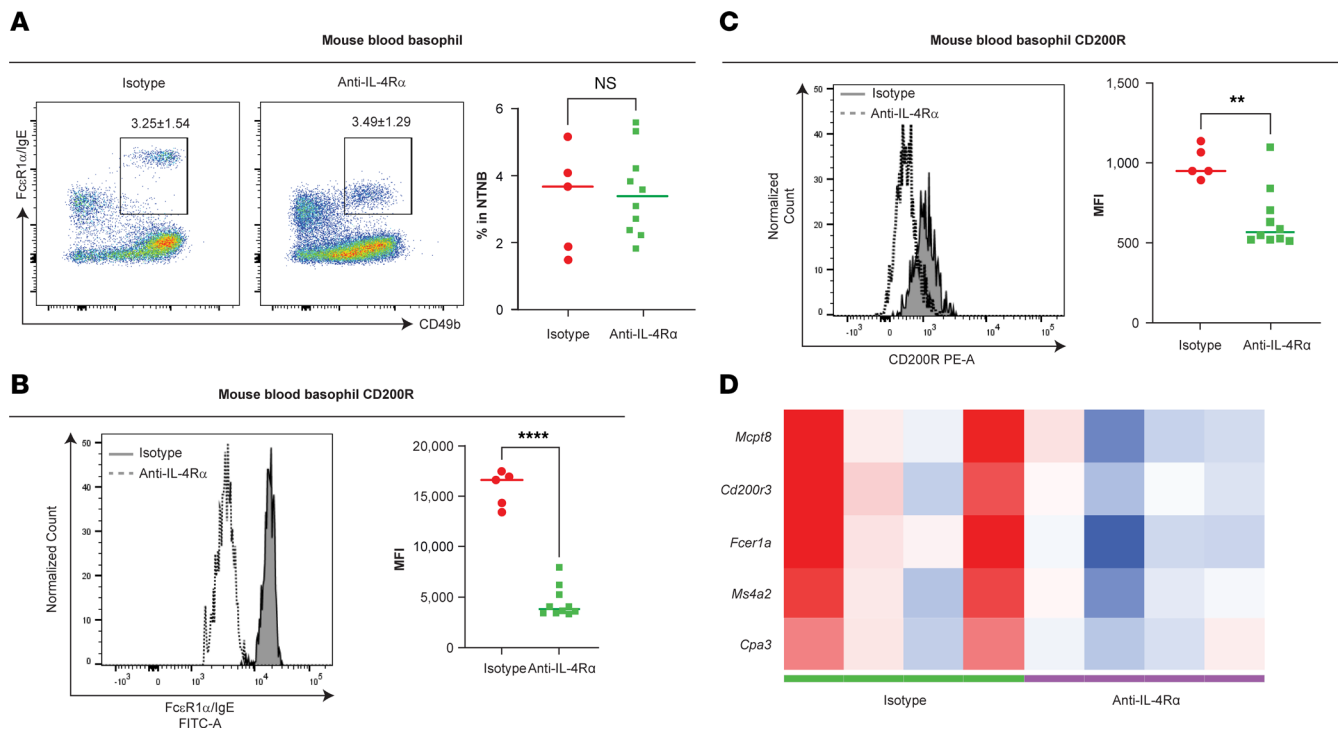 A
Mouse blood basophil
Isotype
Anti-IL-4Rα
3.25±1.54
3.49±1.29
FcεR1α/IgE
CD49b
NS
6
4
2
0
% in NTNB
Isotype
Anti-IL-4Rα
C
Mouse blood basophil CD200R
Isotype
Anti-IL-4Rα
50
40
30
20
10
0
Normalized
Count
-10³ 0 10³ 10⁴ 10⁵
CD200R PE-A
1,500
1,000
500
0
MFI
**
Isotype
Anti-IL-4Rα
B
Mouse blood basophil CD200R
Isotype
Anti-IL-4Rα
50
40
30
20
10
0
Normalized Count
-10³ 0 10³ 10⁴ 10⁵
FcεR1α/IgE
FITC-A
20,000
15,000
10,000
5,000
0
MFI
****
Isotype
Anti-IL-4Rα
D
Mcpt8
Cd200r3
Fcer1a
Ms4a2
Cpa3
Isotype
Anti-IL-4Rα